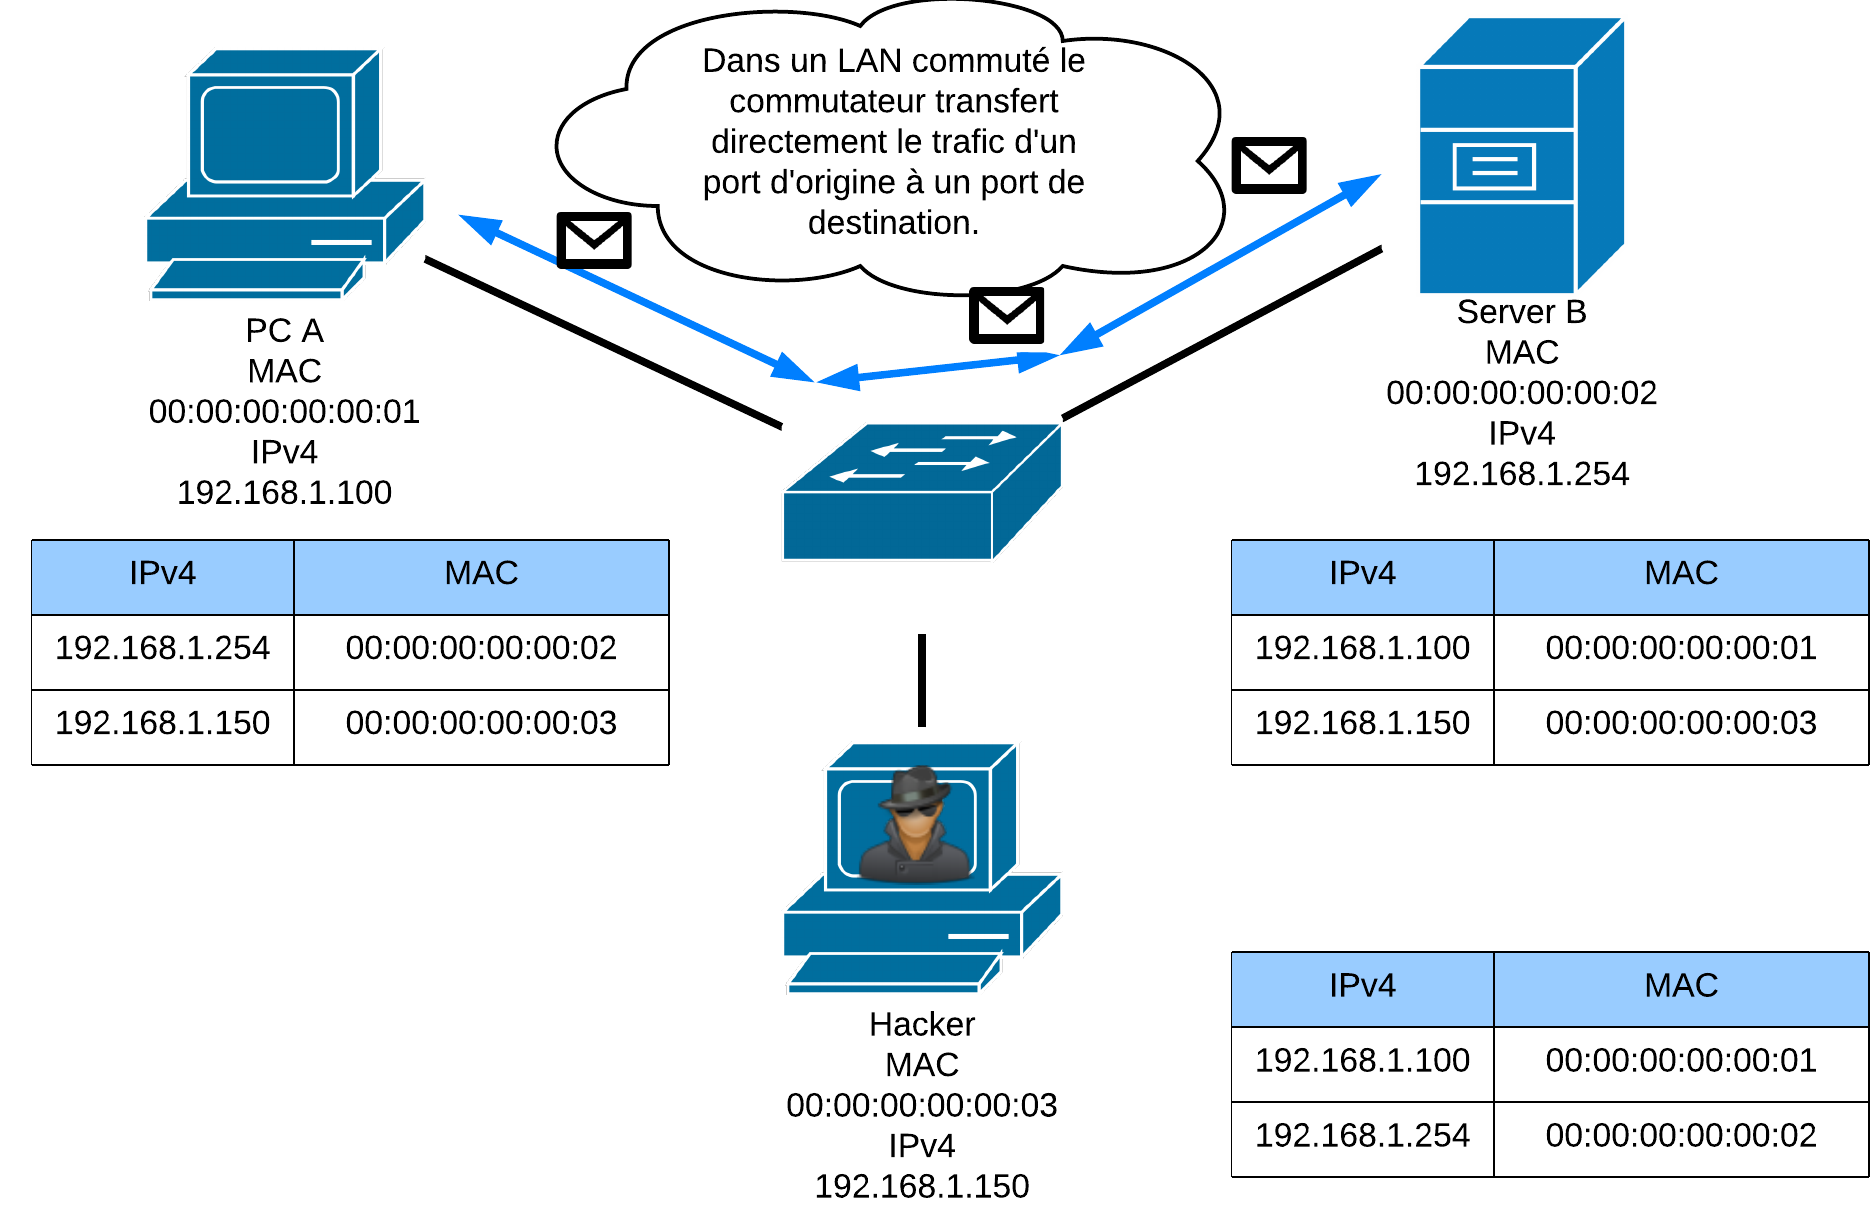 Dans un LAN commuté le
commutateur transfert
directement le trafic d'un
port d'origine à un port de
destination.
PC A
MAC
00:00:00:00:00:01
IPv4
192.168.1.100
Server B
MAC
00:00:00:00:00:02
IPv4
192.168.1.254
IPv4 MAC
192.168.1.254 00:00:00:00:00:02
192.168.1.150 00:00:00:00:00:03
IPv4 MAC
192.168.1.100 00:00:00:00:00:01
192.168.1.150 00:00:00:00:00:03
Hacker
MAC
00:00:00:00:00:03
IPv4
192.168.1.150
IPv4 MAC
192.168.1.100 00:00:00:00:00:01
192.168.1.254 00:00:00:00:00:02